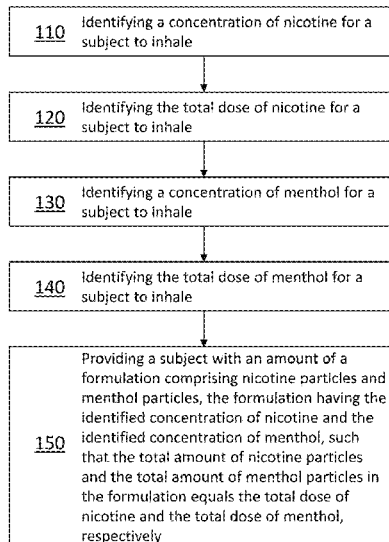 110 Identifying a concentration of nicotine for a
subject to inhale
120 Identifying the total dose of nicotine for a
subject to inhale
130 Identifying a concentration of menthol for a
subject to inhale
140 Identifying the total dose of menthol for a
subject to inhale
Providing a subject with an amount of a
formulation comprising nicotine particles and
menthol particles, the formulation having the
identified concentration of nicotine and the
150 identified concentration of menthol, such
that the total amount of nicotine particles
and the total amount of menthol particles in
the formulation equals the total dose of
nicotine and the total dose of menthol,
respectively